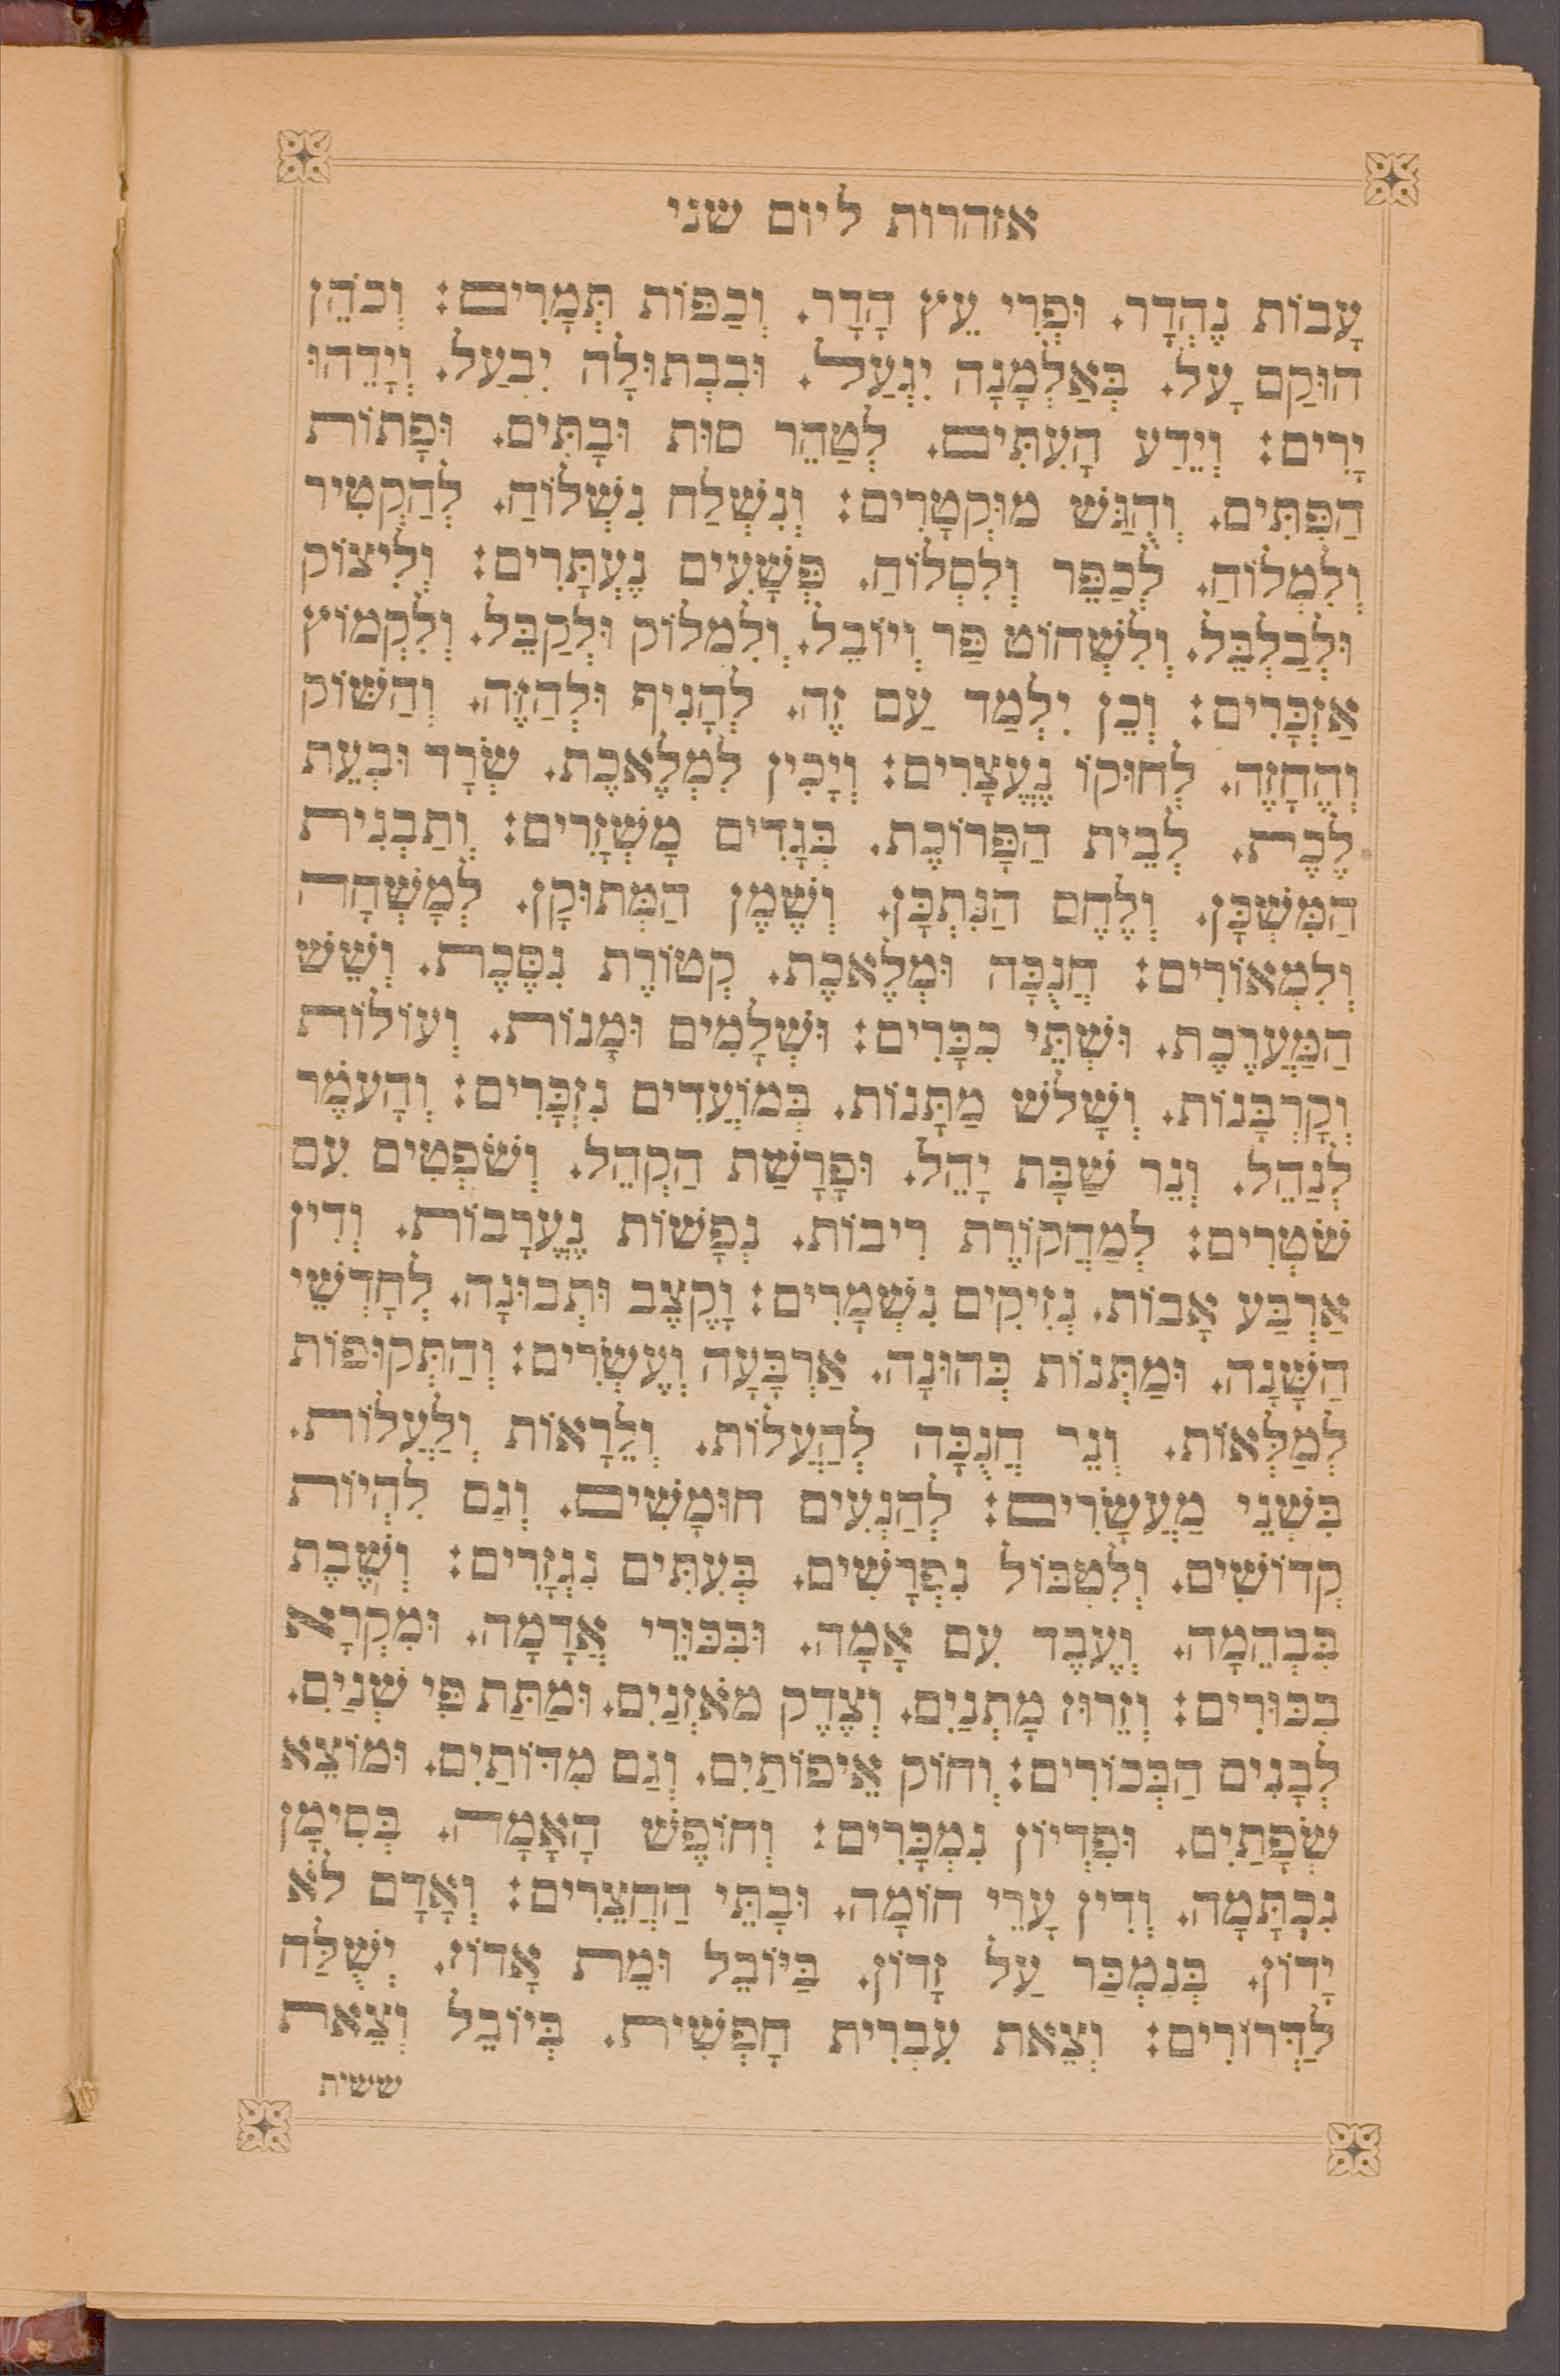 אזהרות ליום שני
עָבוֹת נֶהְדָּר. וּפְרִי עֵץ הָדָר. וְכַפּוֹת תְּמָרִים: וְכֹהֵן
הוּקַם עָל. בְּאַלְמָנָה יִגְעַל. וּבִבְתוּלָה יִבְעַל. וְיָדֵהוּ
יָרִים: וְיֵדַע הָעִתִּים. לְטַהֵר סוּת וּבָתִּים. וּפָתוֹת
הַפִּתִּים. וְהֻגַּשׁ מוּקְטָרִים: וְנִשְׁלַח נִשְׁלוֹחַ. לְהַקְטִיר
וְלִמְלוֹחַ. לְכַפֵּר וְלִסְלוֹחַ. פְּשָׁעִים נֶעְתָּרִים: וְלִיצוֹק
וּלְבַלְבֵּל. וְלִשְׁחוֹט פַּר וְיוֹבֵל. וְלִמלוֹק וּלְקַבֵּל. וְלִקְמוֹץ
אַזְכָּרִים: וְכֵן יִלְמַד עַם זֶה. לְהָנִיף וּלְהַזֶּה. וְהַשּׁוֹק
וְהֶחָזֶה. לְחוּקוֹ נֶעֱצָרִים: וְיָכִין לִמְלֶאכֶת. שְׂרָד וּבְעֵת
לֶכֶת. לְבֵית הַפָּרוֹכֶת. בְּגָדִים מָשְׁזָרִים: וְתַבְנִית
הַמִּשְׁכָּן. וְלֶחֶם הַנִּתְכָּן. וְשֶׁמֶן הַמְּתוּקָן. לְמָשְׁחָה
וְלִמְאוֹרִים: חֲנֻכָּה וּמְלֶאכֶת. קְטוֹרֶת נִסֶּכֶת. וְשֵׁשׁ
הַמַּעֲרֶכֶת. וּשְׁתֵּי כִכָּרִים: וּשְׁלָמִים וּמָנוֹת. וְעוֹלוֹת
וְקָרְבָּנוֹת. וְשָׁלֹשׁ מַתָּנוֹת. בְּמוֹעֲדִים נִזְכָּרִים: וְהָעֹמֶר
לְנַהֵל. וְנֵר שַׁבָּת יָהֵל. וּפָרָשַׁת הַקְהֵל. וְשֹׁפְטִים עִם
שֹׁטְרִים: לְמַהֲקוֹרֶת רִיבוֹת. נְפָשׁוֹת נֶעֱרָבוֹת. וְדִין
אַרְבַּע אָבוֹת. נְזִיקִים נִשְׁמָרִים: וָקֶצֶב וּתְבוּנָה. לְחָדְשֵׁי
הַשָּׁנָה. וּמַתְּנוֹת כְּהוּנָה. אַרְבָּעָה וְעֶשְׂרִים: וְהַתְּקוּפוֹת
לְמַלְּאוֹת. וְנֵר חֲנֻכָּה לְהַעֲלוֹת. וְלֵרָאוֹת וְלַעֲלוֹת.
בִּשְׁנֵי מַעֲשָׂרִים: לְהַנְעִים חוּמָשִׁים. וְגַם לִהְיוֹת
קְדוֹשִׁים. וְלִטְבּוֹל נִפְרָשִׁים. בְּעִתִּים נִגְזָרִים: וְשֶׁבֶת
בִּבְהֵמָה. וְעֶבֶד עִם אָמָה. וּבִכּוּרֵי אֲדָמָה. וּמִקְרָא
בִכּוּרִים: וְזֵרוּז מָתְנַיִם. וְצֶדֶק מֹאזְנַיִם. וּמַתַּת פִּי שְׁנַיִם.
לְבָנִים הַבְּכוֹרִים: וְחוֹק אֵיפוֹתַיִם. וְגַם מִדּוֹתַיִם. וּמוֹצֵא
שְׂפָתַיִם. וּפִדְיוֹן נִמְכָּרִים: וְחוֹפֶשׁ הָאָמָה. בְּסִימָן
נִכְתָּמָה. וְדִין עָרֵי חוֹמָה. וּבָתֵּי הַחֲצֵרִים: וְאָדָם לֹא
יָדוֹן. בְּנִמְכַּר עַל זָדוֹן. בַּיּוֹבֵל וּמֵת אָדוֹן. יְשֻׁלַּח
לַדְּרוֹרִים: וְצֵאת עִבְרִית חָפְשִׁית. בְּיוֹבֵל וְצֵאת
ששית